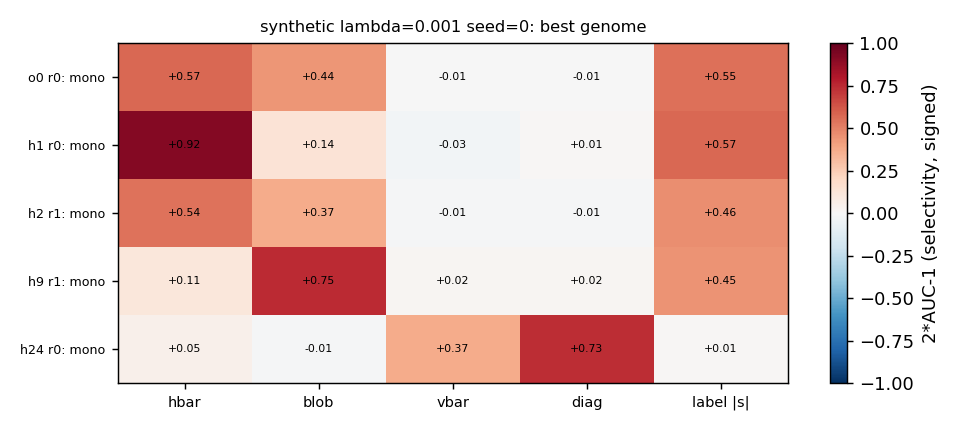 synthetic lambda=0.001 seed=0: best genome
o0 r0: mono +0.57 +0.44 -0.01 -0.01 +0.55
h1 r0: mono +0.92 +0.14 -0.03 +0.01 +0.57
h2 r1: mono +0.54 +0.37 -0.01 -0.01 +0.46
h9 r1: mono +0.11 +0.75 +0.02 +0.02 +0.45
h24 r0: mono +0.05 -0.01 +0.37 +0.73 +0.01
hbar blob vbar diag label |s|
1.00
0.75
0.50
0.25
0.00
−0.25
−0.50
−0.75
−1.00
2*AUC-1 (selectivity, signed)